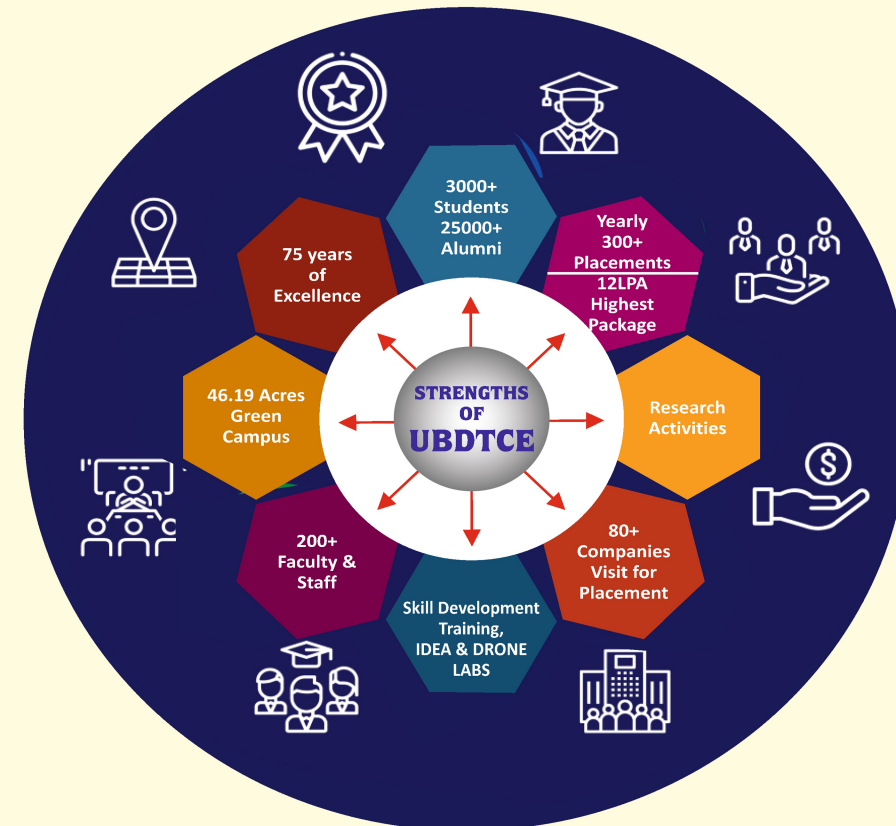 3000+
Students
25000+
Alumni
Yearly
300+
Placements
12LPA
Highest
Package
Research
Activities
80+
Companies
Visit for
Placement
Skill Development
Training,
IDEA & DRONE
LABS
200+
Faculty &
Staff
46.19 Acres
Green
Campus
75 years
of
Excellence
STRENGTHS
OF
UBDTCE
$